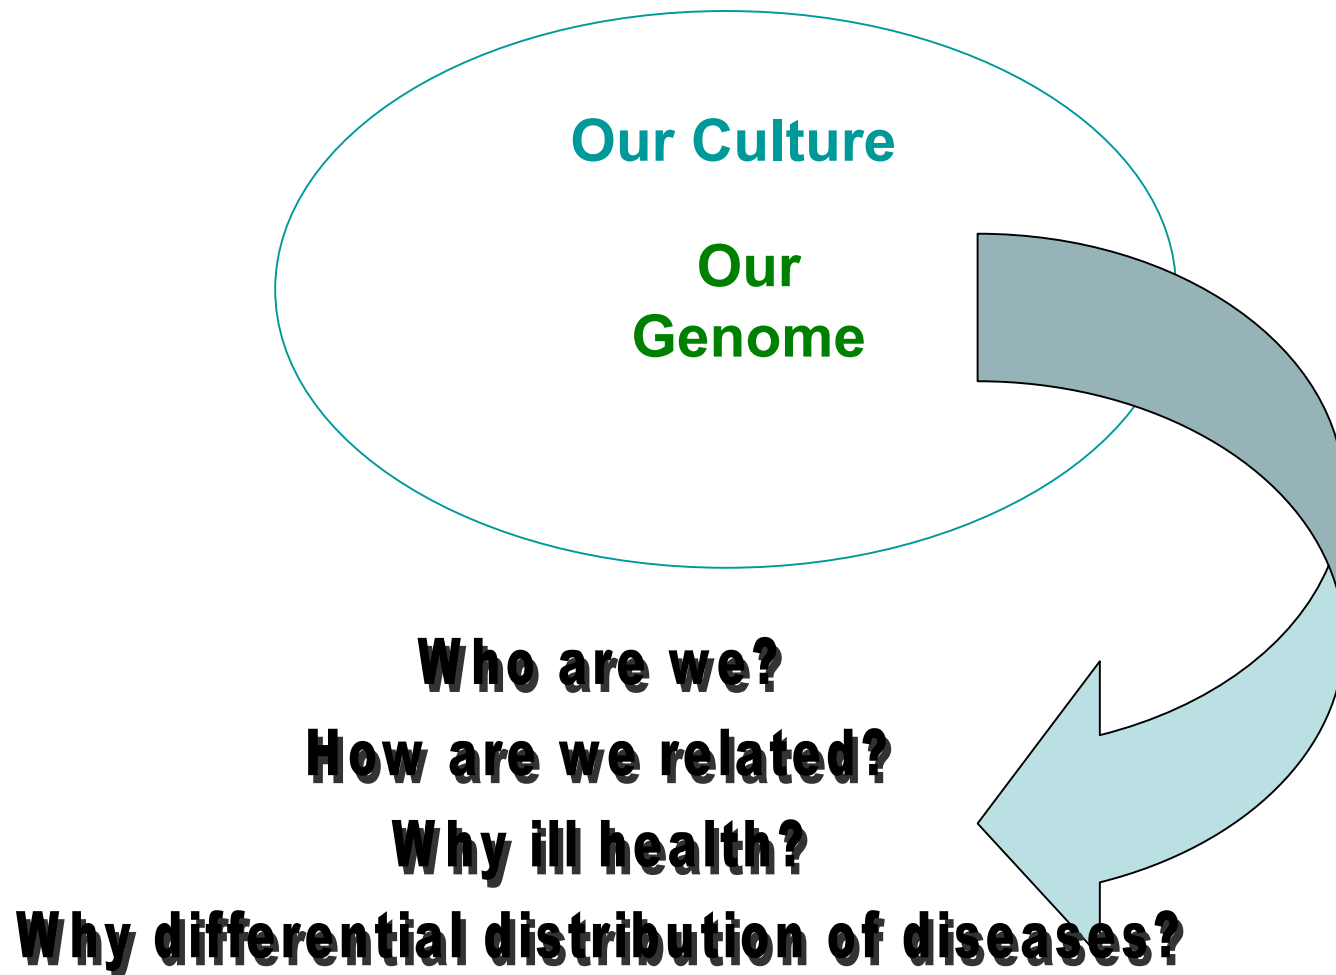 Our Culture
Our
Genome
Who are we?
How are we related?
Why ill health?
Why differential distribution of diseases?